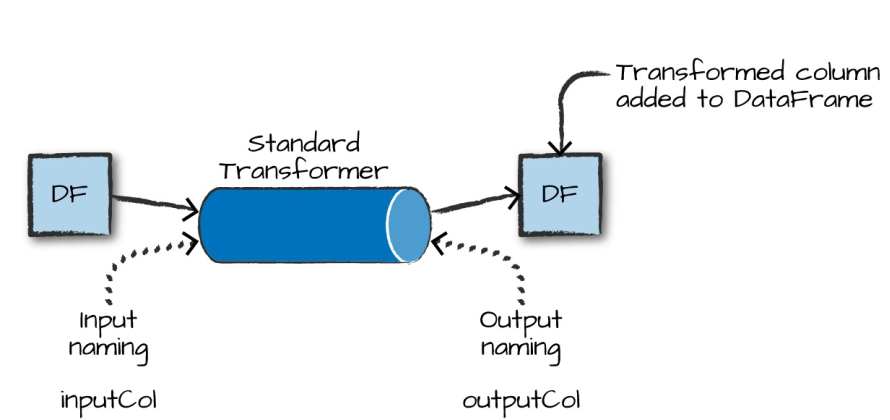 Transformed column
added to DataFrame
Standard
Transformer
DF
DF
Input
naming
inputCol
Output
naming
outputCol